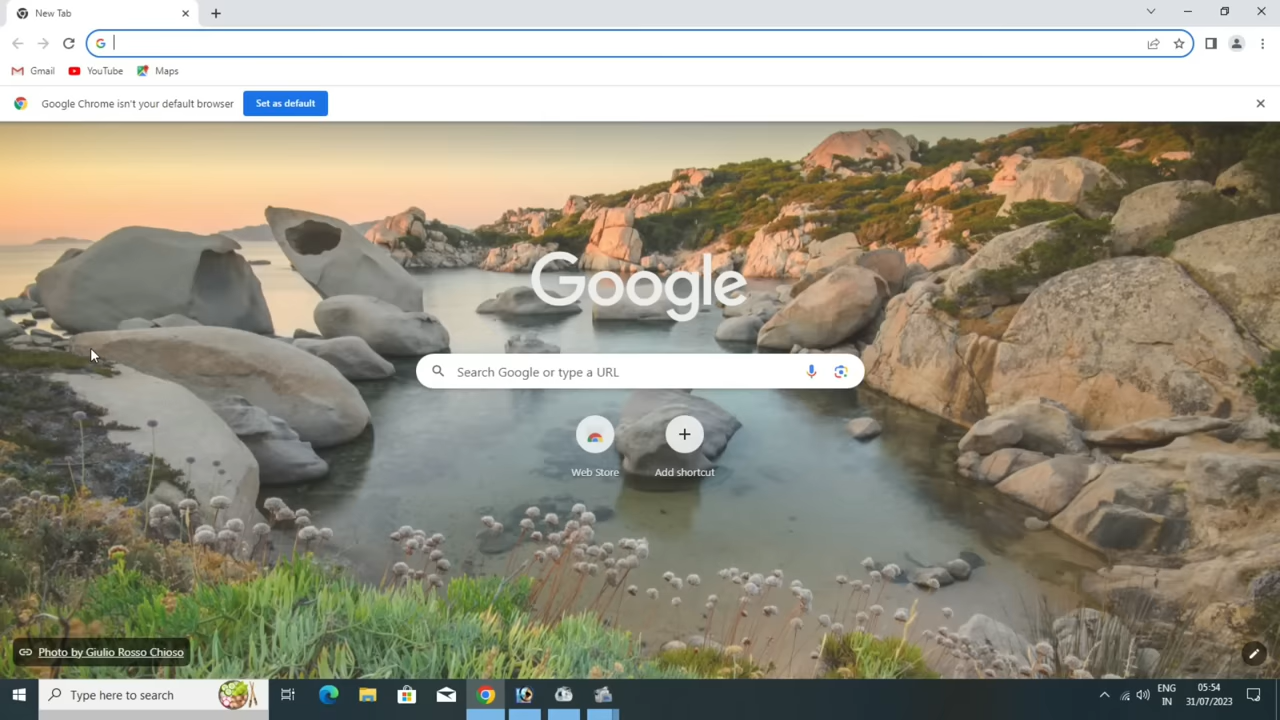 New Tab
Gmail
YouTube
Maps
Google Chrome isn't your default browser
Set as default
Google
Search Google or type a URL
Web Store
Add shortcut
Photo by Giulio Rosso Chioso
Type here to search
ENG
IN
05:54
31/07/2023